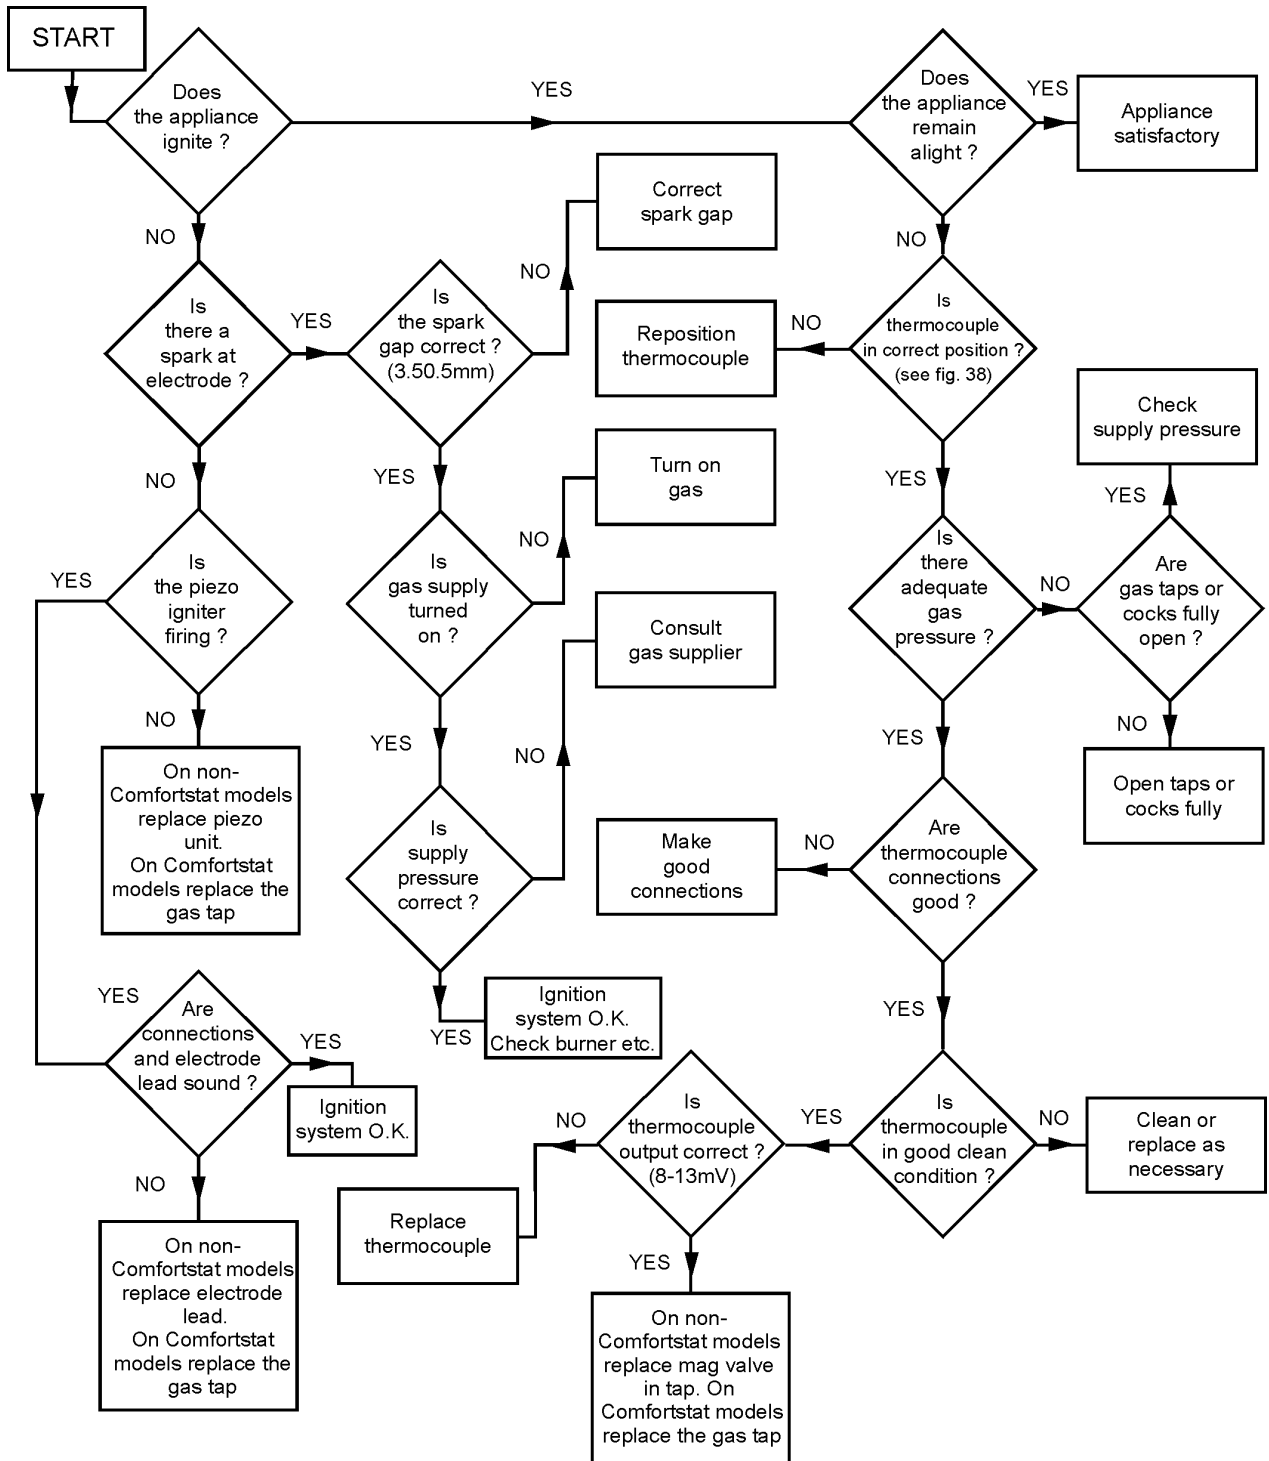 START
Does
the appliance
ignite ?
YES
Does
the appliance
remain
alight ?
YES
Appliance
satisfactory
NO
Correct
spark gap
NO
NO
Is
there a
spark at
electrode ?
YES
Is
the spark
gap correct ?
(3.50.5mm)
Reposition
thermocouple
NO
Is
thermocouple
in correct position ?
(see fig. 38)
Check
supply pressure
NO
YES
Turn on
gas
YES
YES
Is
the piezo
igniter
firing ?
YES
Is
gas supply
turned
on ?
NO
Is
there
adequate
gas
pressure ?
NO
Are
gas taps or
cocks fully
open ?
Consult
gas supplier
NO
YES
NO
YES
NO
On non-
Comfortstat models
replace piezo
unit.
On Comfortstat
models replace the
gas tap
Is
supply
pressure
correct ?
Make
good
connections
NO
Are
thermocouple
connections
good ?
Open taps or
cocks fully
YES
Are
connections
and electrode
lead sound ?
YES
Ignition
system O.K.
YES
Ignition
system O.K.
Check burner etc.
YES
NO
NO
Is
thermocouple
output correct ?
(8-13mV)
YES
Is
thermocouple
in good clean
condition ?
NO
Clean or
replace as
necessary
Replace
thermocouple
YES
On non-
Comfortstat models
replace electrode
lead.
On Comfortstat
models replace the
gas tap
On non-
Comfortstat models
replace mag valve
in tap. On
Comfortstat models
replace the gas tap